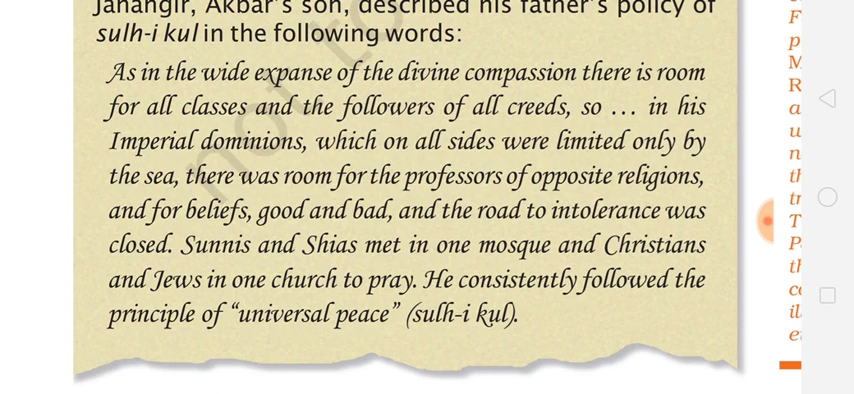 Jahangir, Akbar's son, described his father's policy of
sulh-i kul in the following words:
As in the wide expanse of the divine compassion there is room
for all classes and the followers of all creeds, so ... in his
Imperial dominions, which on all sides were limited only by
the sea, there was room for the professors of opposite religions,
and for beliefs, good and bad, and the road to intolerance was
closed. Sunnis and Shias met in one mosque and Christians
and Jews in one church to pray. He consistently followed the
principle of “universal peace” (sulh-i kul).
not to